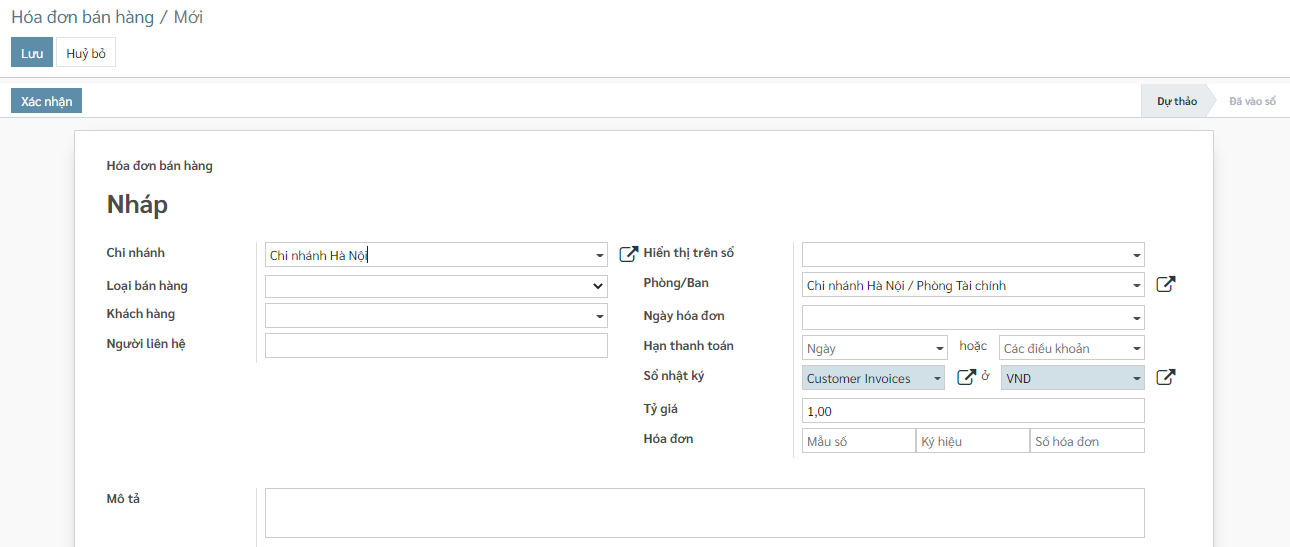 Hóa đơn bán hàng / Mới
Lưu Huỷ bỏ
Xác nhận Dự thảo Đã vào sổ
Hóa đơn bán hàng
Nháp
Chi nhánh Chi nhánh Hà Nội
Loại bán hàng
Khách hàng
Người liên hệ
Hiển thị trên sổ
Phòng/Ban Chi nhánh Hà Nội / Phòng Tài chính
Ngày hóa đơn
Hạn thanh toán Ngày hoặc Các điều khoản
Sổ nhật ký Customer Invoices ở VND
Tỷ giá 1,00
Hóa đơn Mẫu số Ký hiệu Số hóa đơn
Mô tả